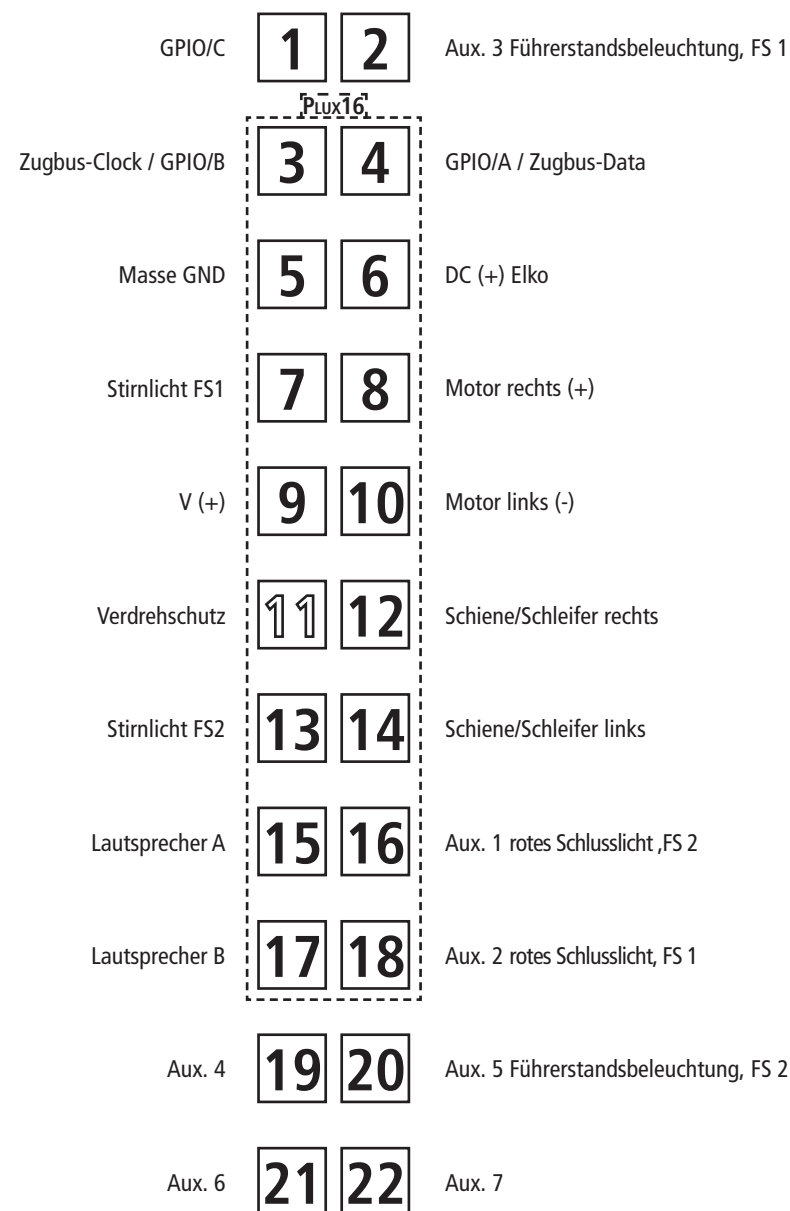 GPIO/C 1 2 Aux. 3 Führerstandsbeleuchtung, FS 1
PLUX16
Zugbus-Clock / GPIO/B 3 4 GPIO/A / Zugbus-Data
Masse GND 5 6 DC (+) Elko
Stirnlicht FS1 7 8 Motor rechts (+)
V (+) 9 10 Motor links (-)
Verdrehschutz 11 12 Schiene/Schleifer rechts
Stirnlicht FS2 13 14 Schiene/Schleifer links
Lautsprecher A 15 16 Aux. 1 rotes Schlusslicht ,FS 2
Lautsprecher B 17 18 Aux. 2 rotes Schlusslicht, FS 1
Aux. 4 19 20 Aux. 5 Führerstandsbeleuchtung, FS 2
Aux. 6 21 22 Aux. 7